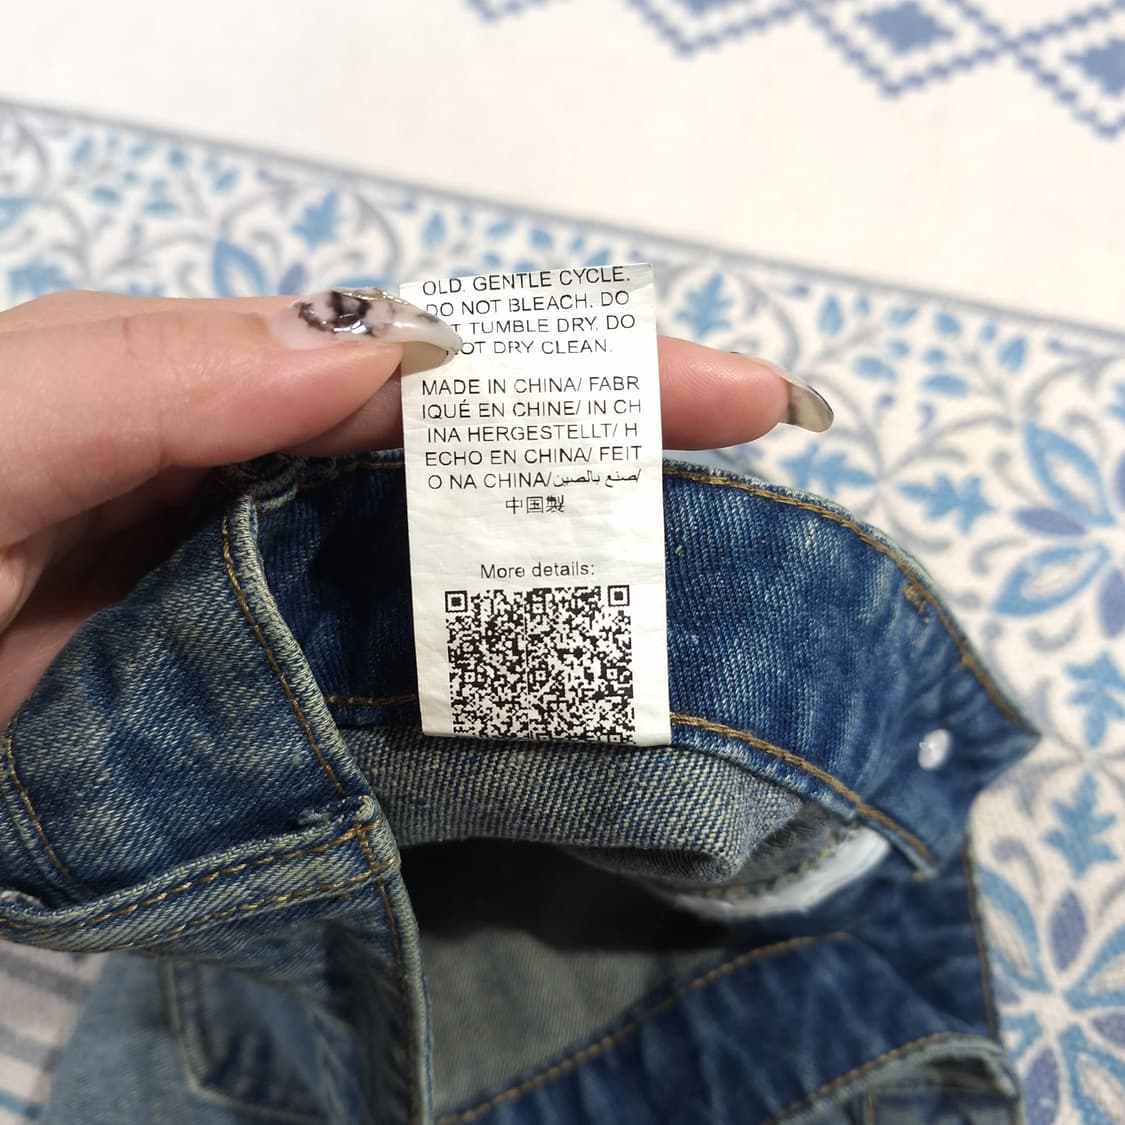 OLD. GENTLE CYCLE.
DO NOT BLEACH. DO
T TUMBLE DRY. DO
NOT DRY CLEAN.
MADE IN CHINA/ FABR
IQUÉ EN CHINE/ IN CH
INA HERGESTELLT/ H
ECHO EN CHINA/ FEIT
O NA CHINA/صنع بالصين/
中国製
More details: